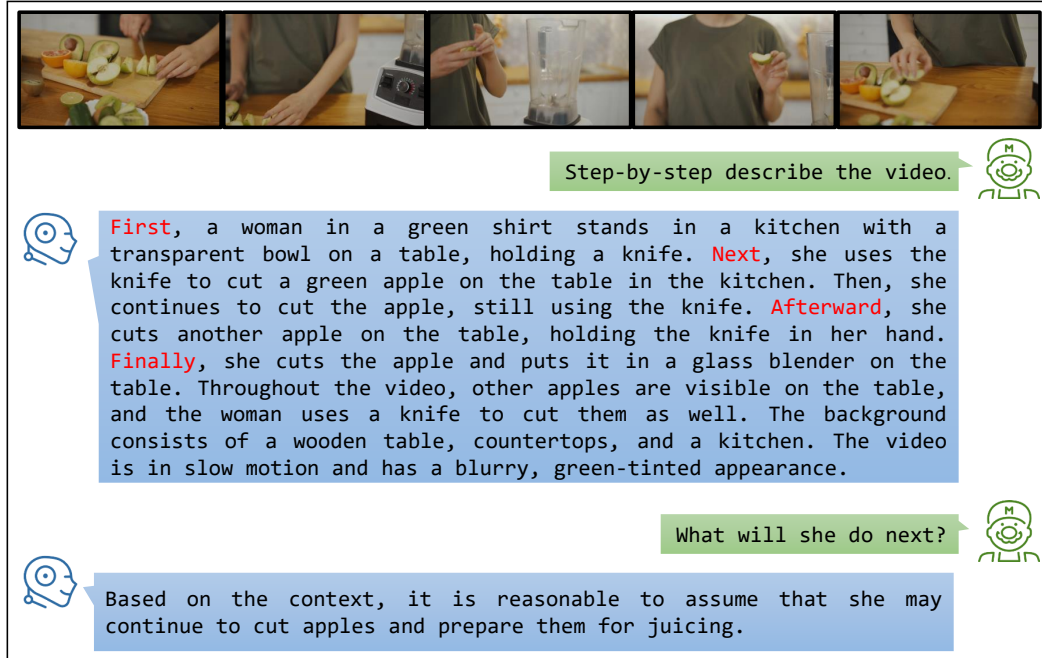 Step-by-step describe the video.
M
First, a woman in a green shirt stands in a kitchen with a
transparent bowl on a table, holding a knife. Next, she uses the
knife to cut a green apple on the table in the kitchen. Then, she
continues to cut the apple, still using the knife. Afterward, she
cuts another apple on the table, holding the knife in her hand.
Finally, she cuts the apple and puts it in a glass blender on the
table. Throughout the video, other apples are visible on the table,
and the woman uses a knife to cut them as well. The background
consists of a wooden table, countertops, and a kitchen. The video
is in slow motion and has a blurry, green-tinted appearance.
What will she do next?
M
Based on the context, it is reasonable to assume that she may
continue to cut apples and prepare them for juicing.